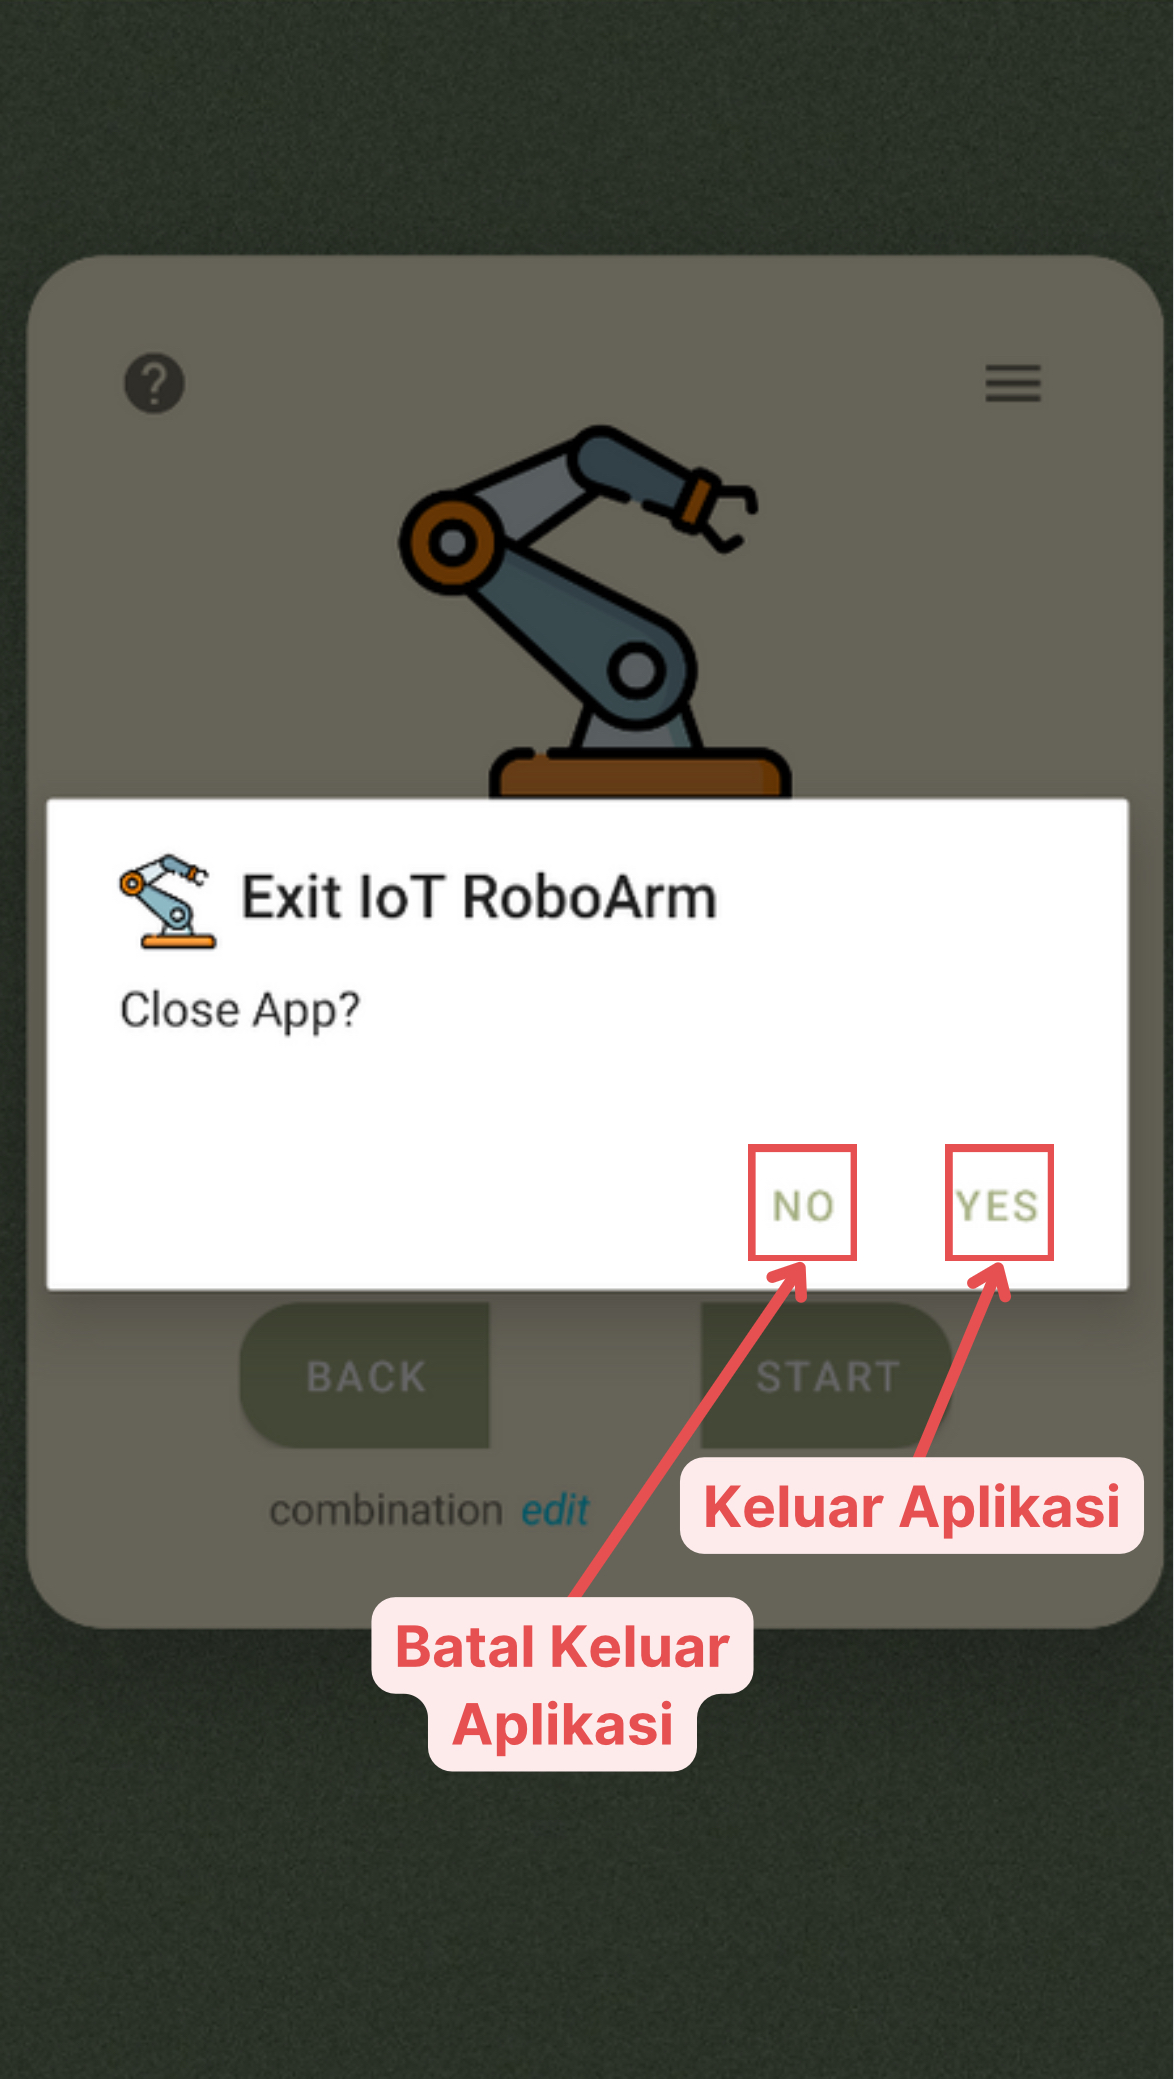 ?
Exit IoT RoboArm
Close App?
NO
YES
BACK
START
combination edit
Keluar Aplikasi
Batal Keluar
Aplikasi